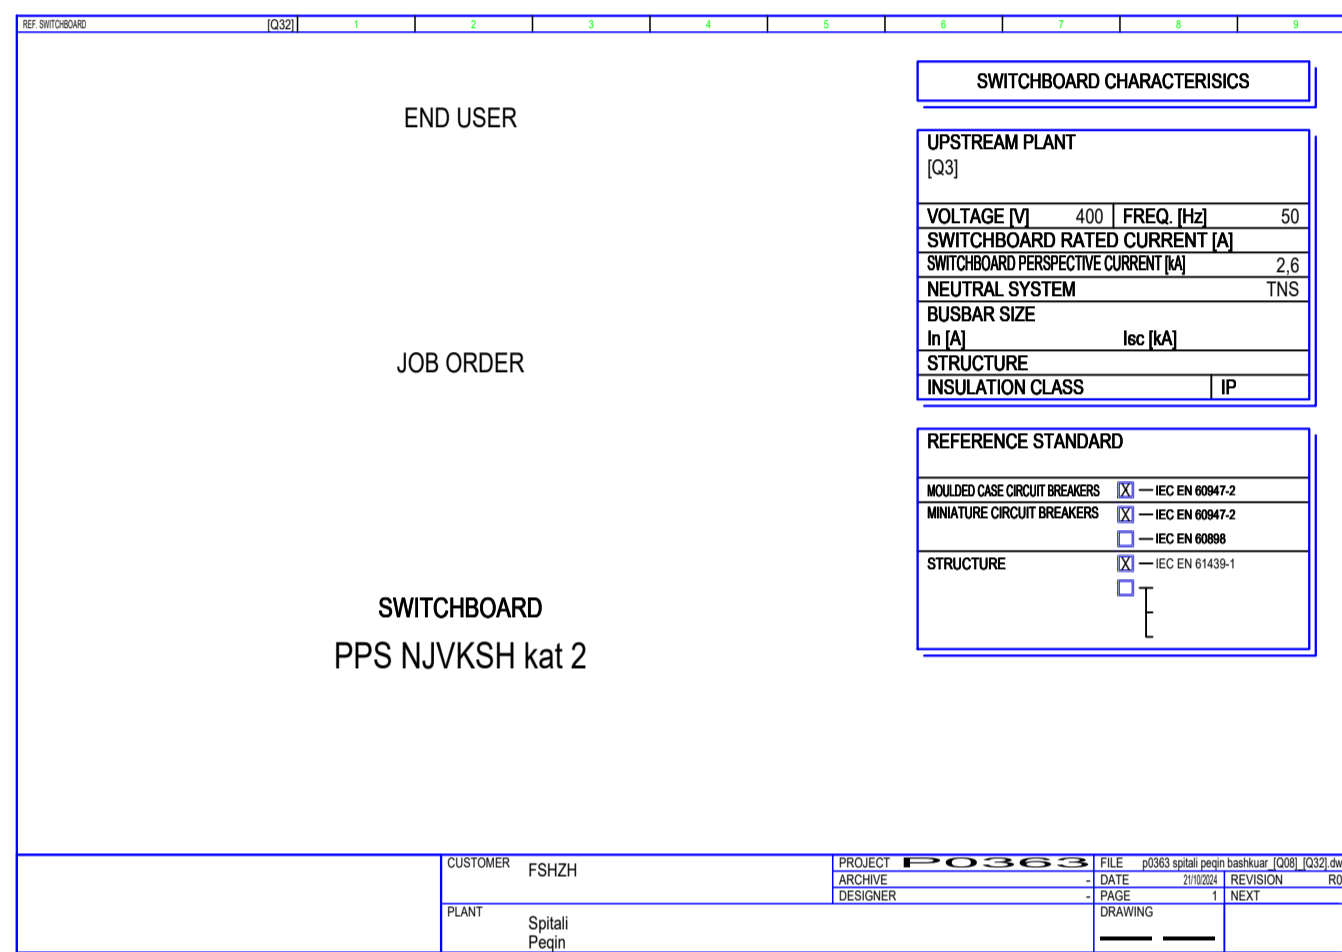 REF. SWITCHBOARD [Q32] 1 2 3 4 5 6 7 8 9
SWITCHBOARD CHARACTERISICS
END USER
UPSTREAM PLANT
[Q3]
VOLTAGE [V] 400 FREQ. [Hz] 50
SWITCHBOARD RATED CURRENT [A]
SWITCHBOARD PERSPECTIVE CURRENT [kA] 2,6
NEUTRAL SYSTEM TNS
BUSBAR SIZE
In [A] Isc [kA]
JOB ORDER
STRUCTURE
INSULATION CLASS IP
REFERENCE STANDARD
MOULDED CASE CIRCUIT BREAKERS X IEC EN 60947-2
MINIATURE CIRCUIT BREAKERS X IEC EN 60947-2
IEC EN 60898
STRUCTURE X IEC EN 61439-1
SWITCHBOARD
PPS NJVKSH kat 2
CUSTOMER FSHZH
PROJECT P0363 FILE p0363 spitali peqin bashkuar_[Q08]_[Q32].dw
ARCHIVE - DATE 21/10/2024 REVISION R0
DESIGNER - PAGE 1 NEXT
PLANT Spitali
Peqin
DRAWING